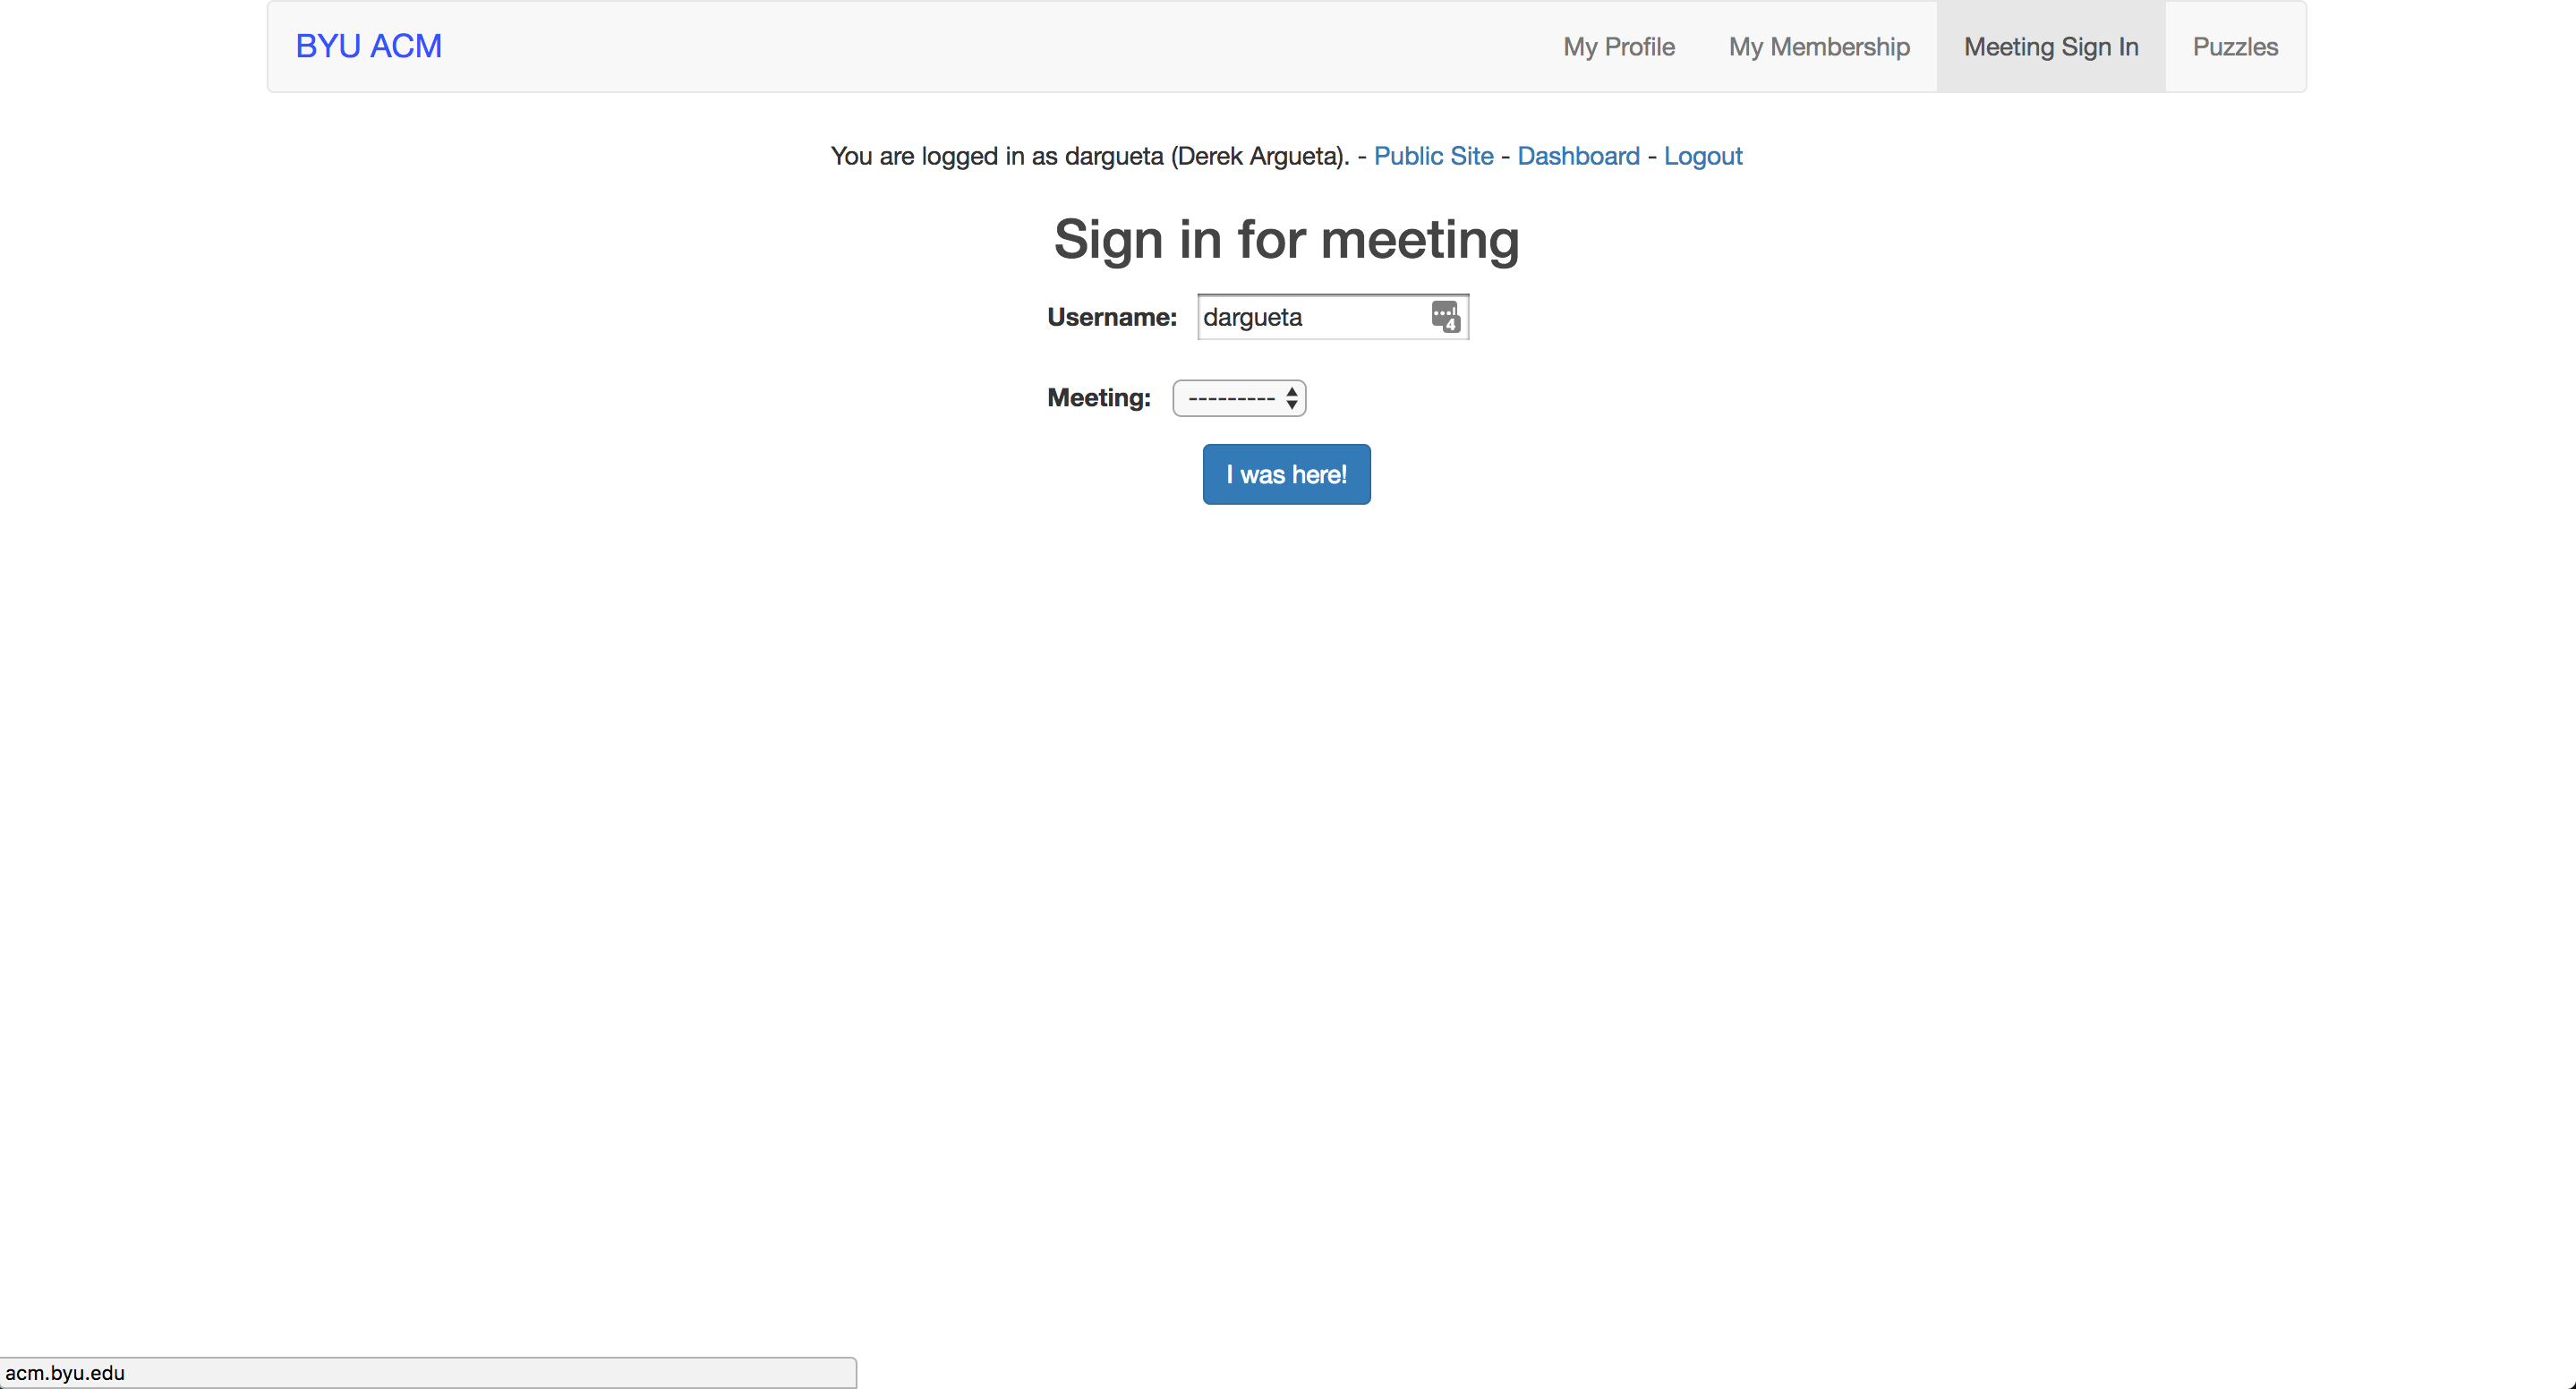 BYU ACM My Profile My Membership Meeting Sign In Puzzles
You are logged in as dargueta (Derek Argueta). - Public Site - Dashboard - Logout
Sign in for meeting
Username: dargueta 4
Meeting: ---------
I was here!
acm.byu.edu